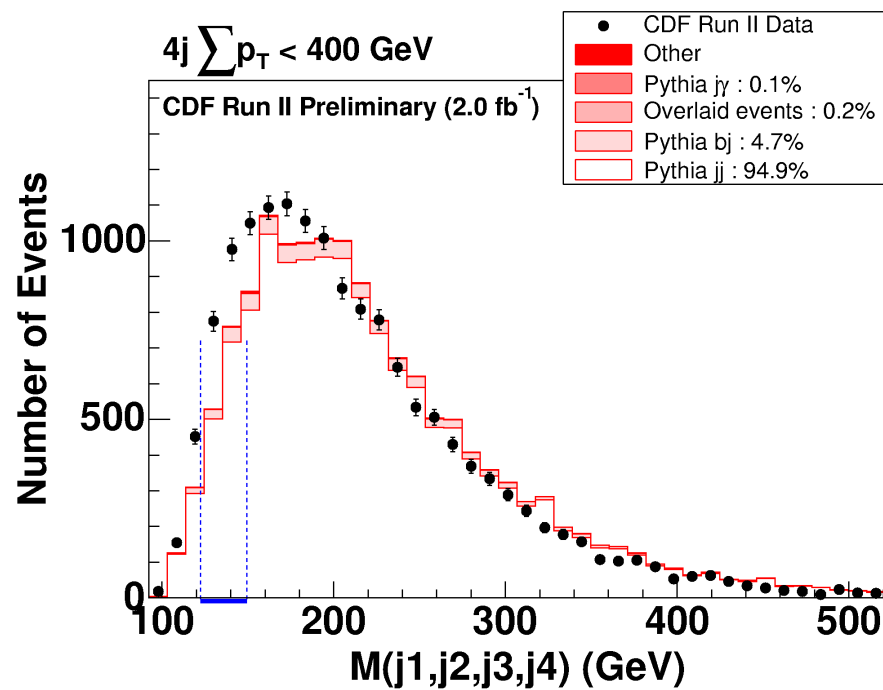 4j ∑p_T < 400 GeV
CDF Run II Data
Other
Pythia jγ : 0.1%
Overlaid events : 0.2%
Pythia bj : 4.7%
Pythia jj : 94.9%
CDF Run II Preliminary (2.0 fb^-1)
Number of Events
1000
500
0
100 200 300 400 500
M(j1,j2,j3,j4) (GeV)